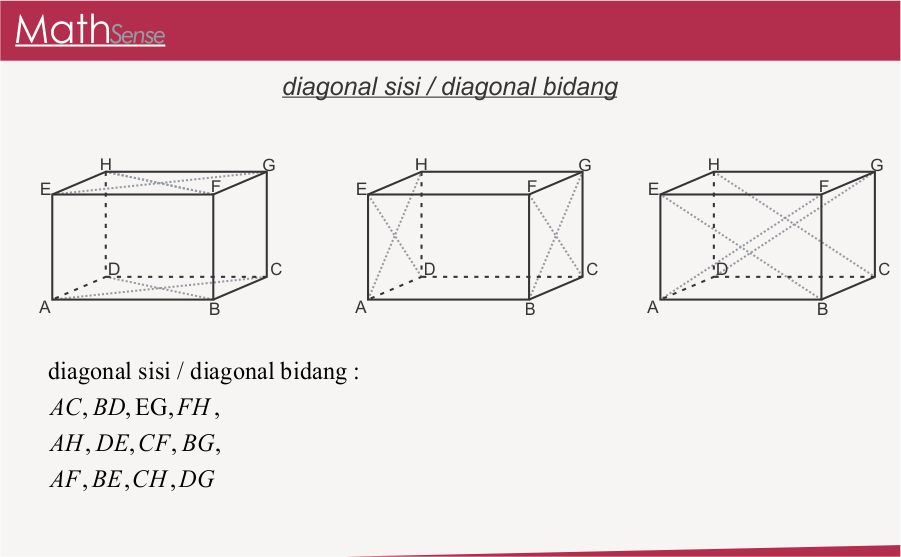 MathSense
diagonal sisi / diagonal bidang
H G
E F
D C
A B
H G
E F
D C
A B
H G
E F
D C
A B
diagonal sisi / diagonal bidang :
AC, BD, EG, FH,
AH, DE, CF, BG,
AF, BE, CH, DG